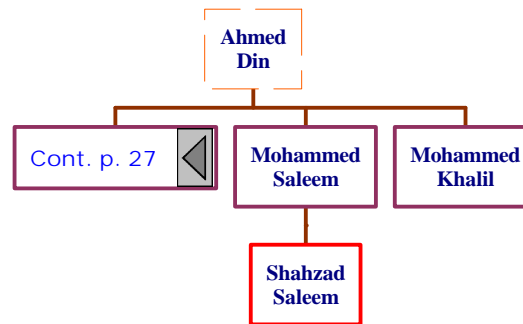 Ahmed
Din
Cont. p. 27
Mohammed
Saleem
Mohammed
Khalil
Shahzad
Saleem